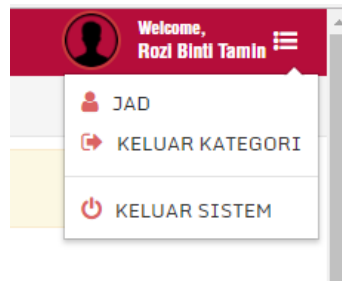 Welcome,
Rozi Binti Tamin
JAD
KELUAR KATEGORI
KELUAR SISTEM